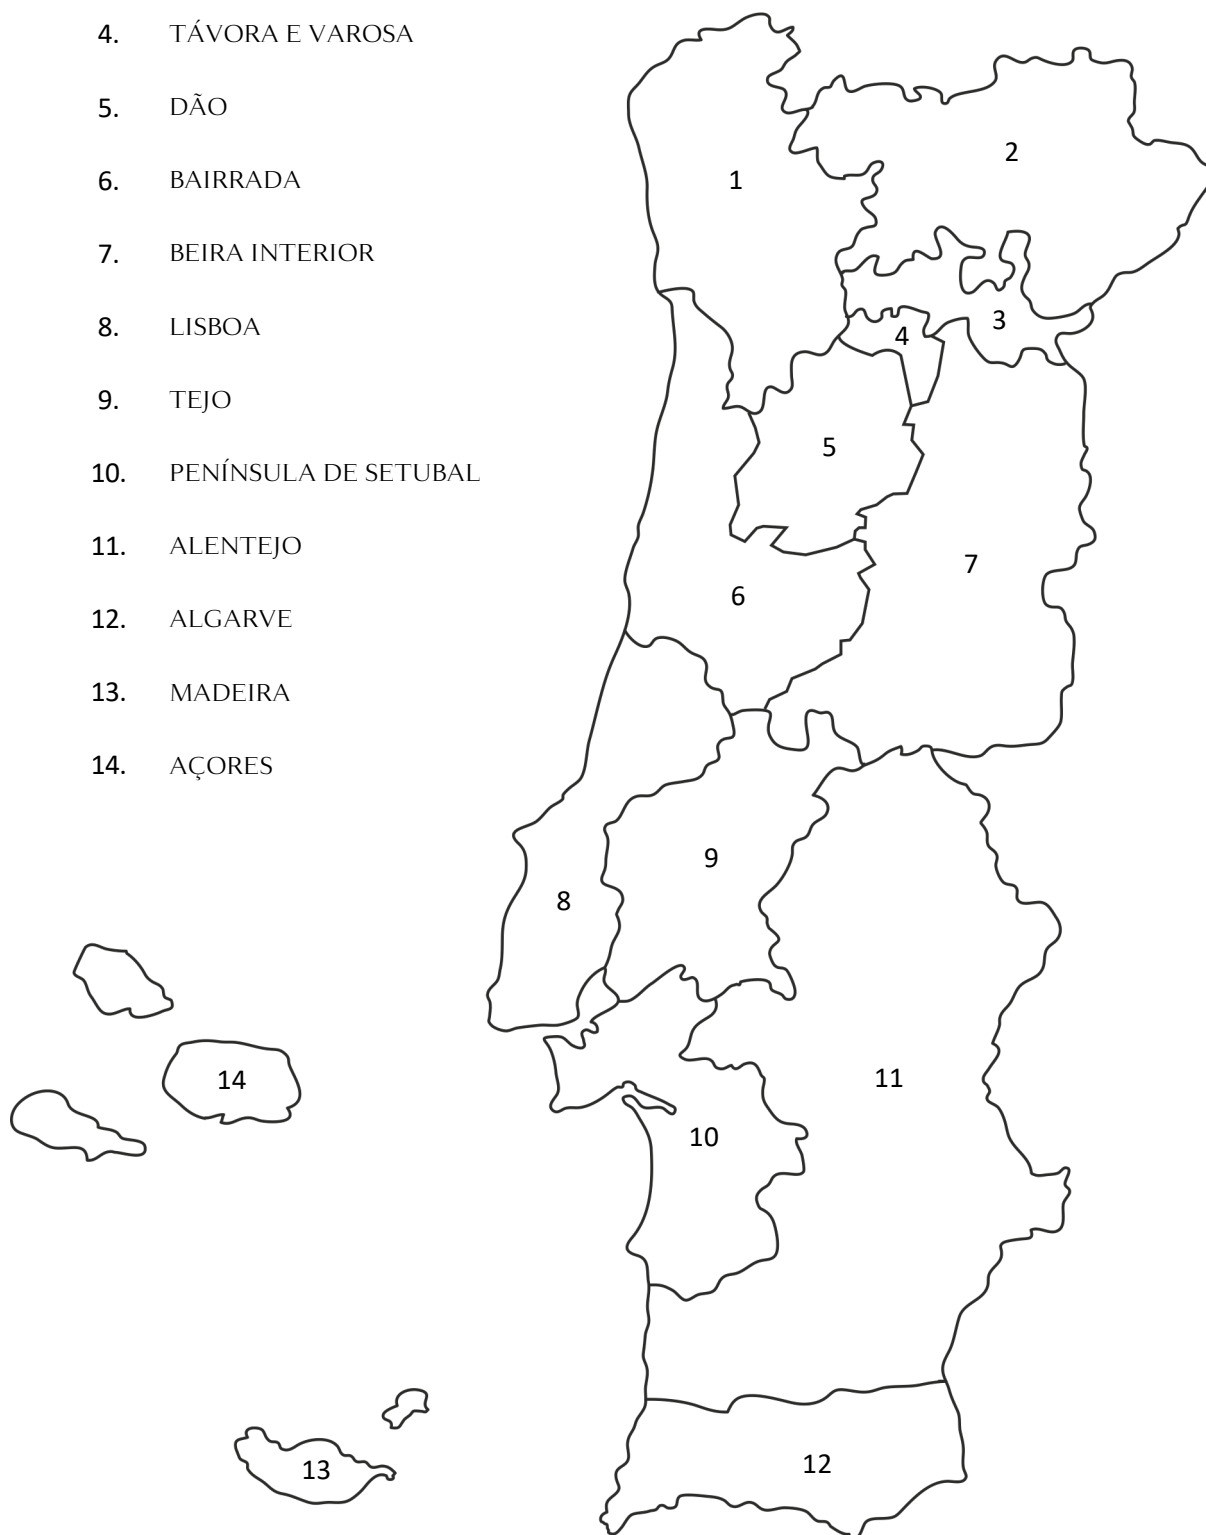 4. TÁVORA E VAROSA
5. DÃO
6. BAIRRADA
7. BEIRA INTERIOR
8. LISBOA
9. TEJO
10. PENÍNSULA DE SETUBAL
11. ALENTEJO
12. ALGARVE
13. MADEIRA
14. AÇORES
1
2
3
4
5
6
7
8
9
10
11
12
13
14